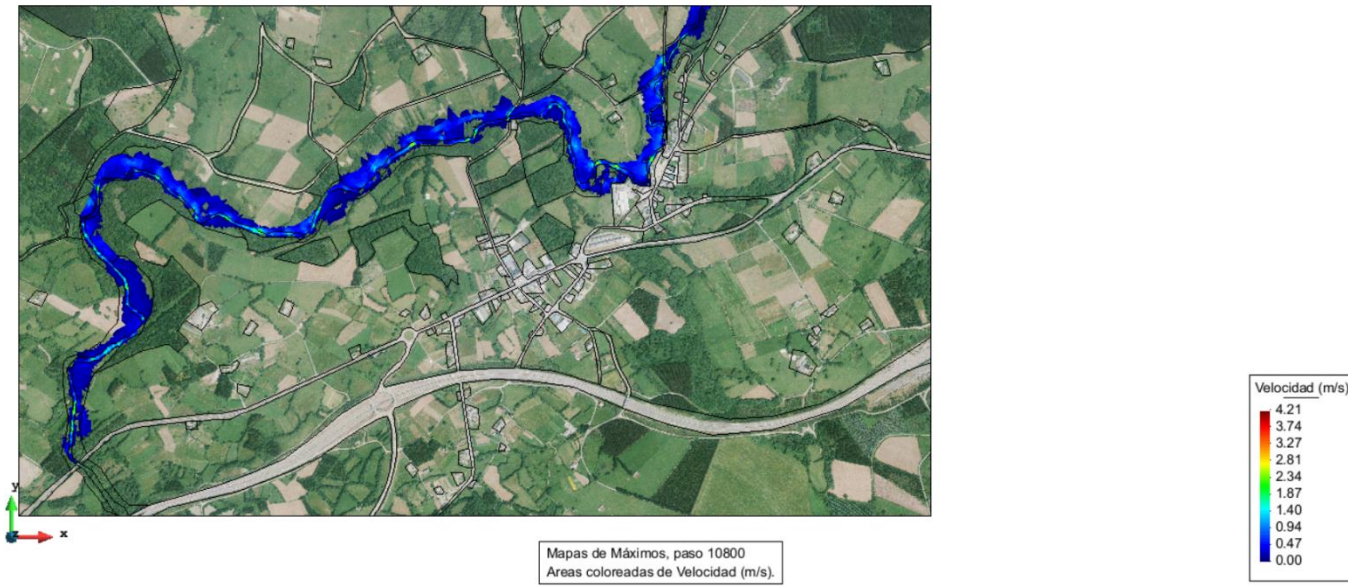 Velocidad (m/s)
4.21
3.74
3.27
2.81
2.34
1.87
1.40
0.94
0.47
0.00
y
z
x
Mapas de Máximos, paso 10800
Areas coloreadas de Velocidad (m/s).